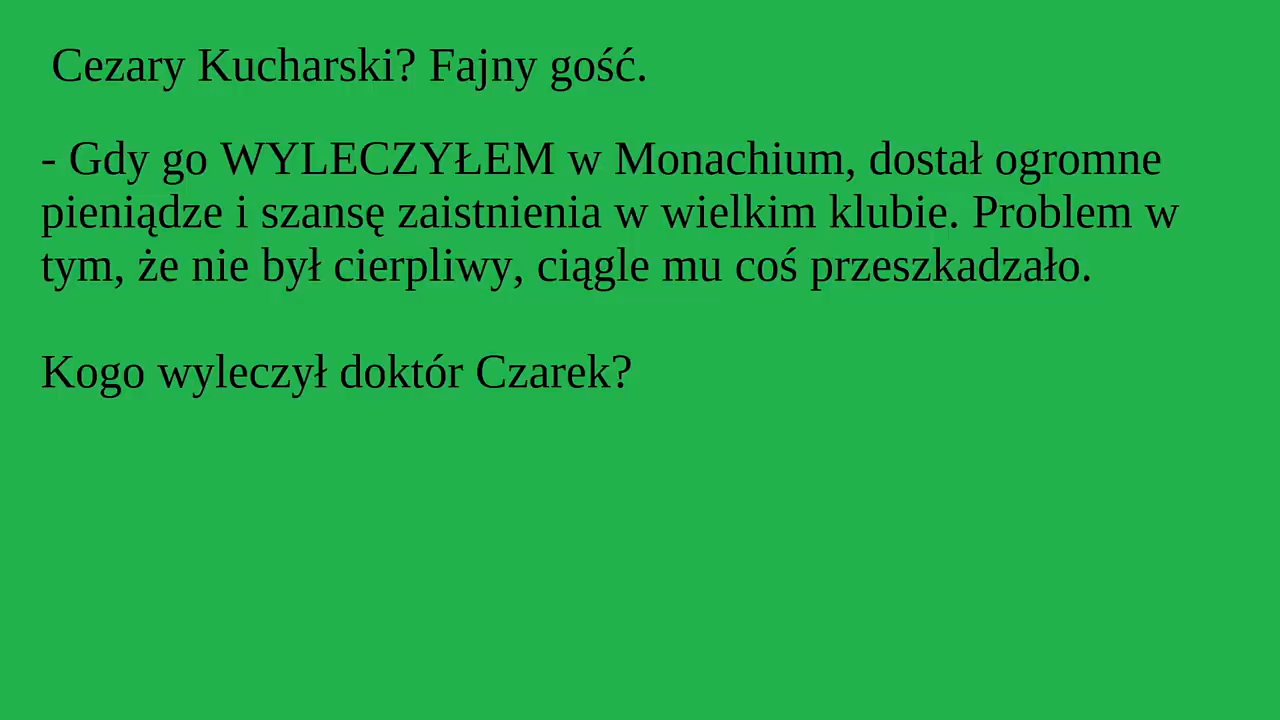 Cezary Kucharski? Fajny gość.
- Gdy go WYLECZYŁEM w Monachium, dostał ogromne
pieniądze i szansę zaistnienia w wielkim klubie. Problem w
tym, że nie był cierpliwy, ciągle mu coś przeszkadzało.
Kogo wyleczył doktór Czarek?